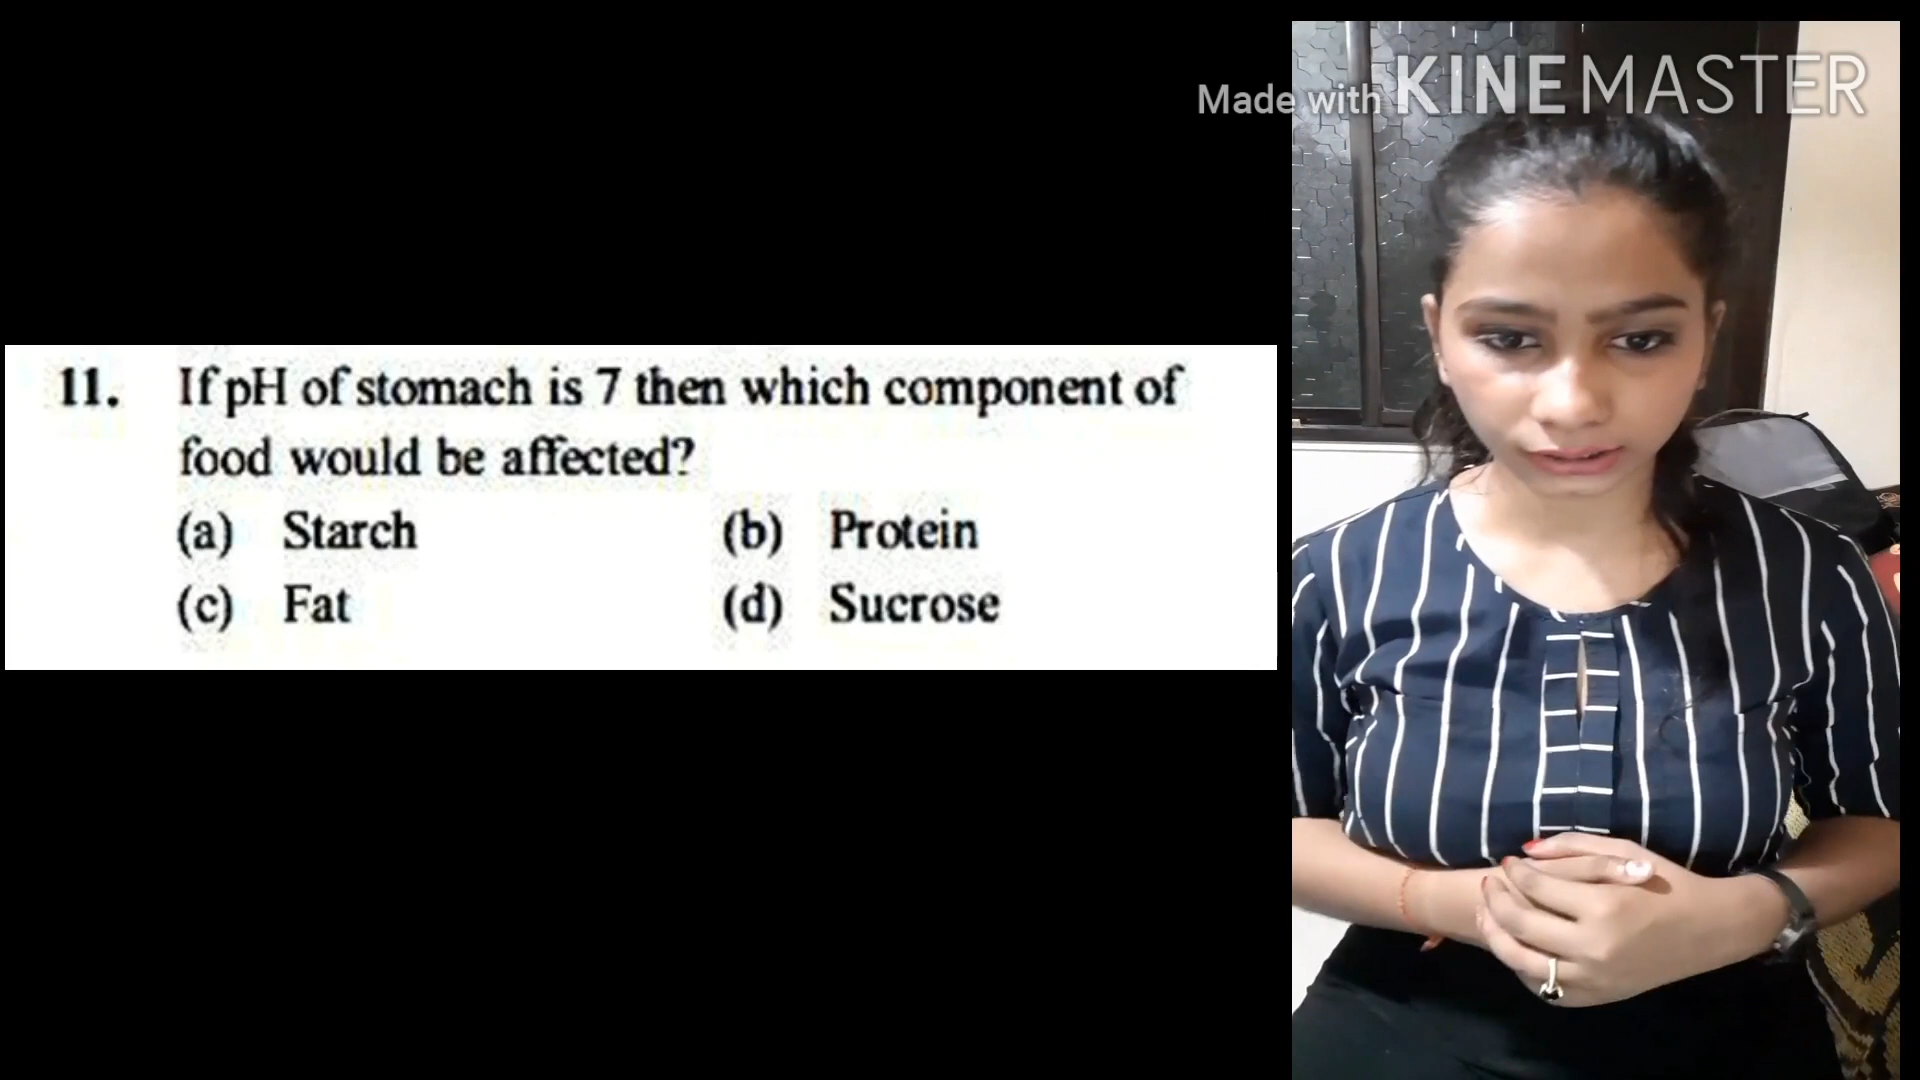 Made with KINEMASTER
11. If pH of stomach is 7 then which component of
food would be affected?
(a) Starch (b) Protein
(c) Fat (d) Sucrose